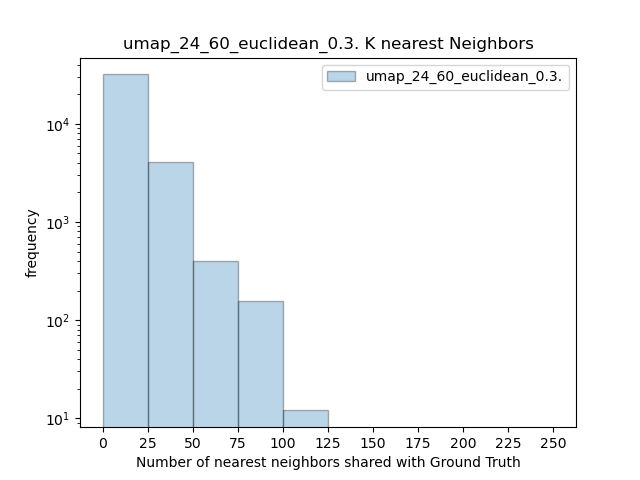 umap_24_60_euclidean_0.3. K nearest Neighbors
umap_24_60_euclidean_0.3.
frequency
10⁴
10³
10²
10¹
0 25 50 75 100 125 150 175 200 225 250
Number of nearest neighbors shared with Ground Truth